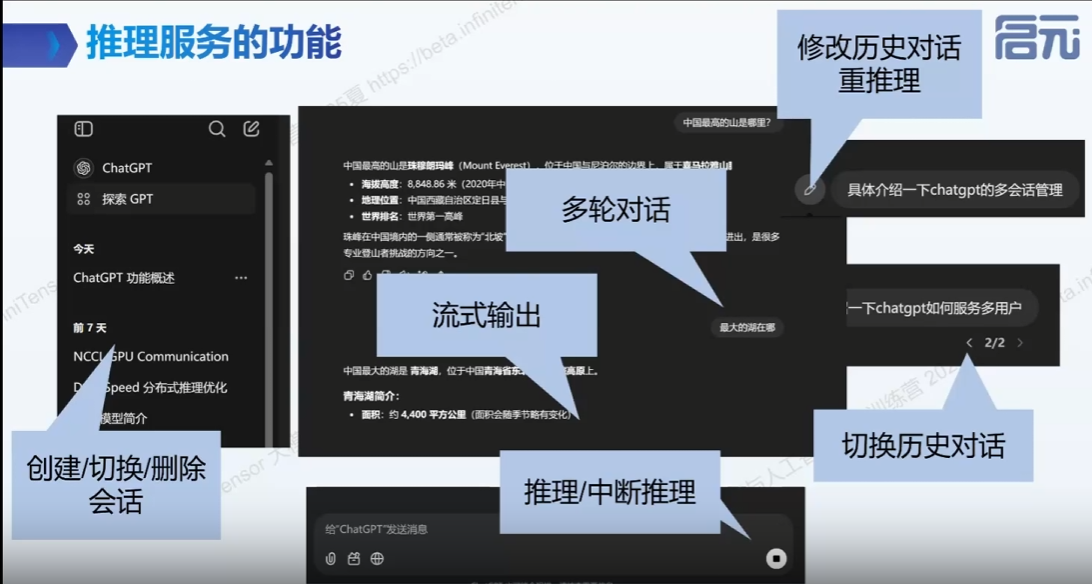 推理服务的功能
启元
修改历史对话
重推理
ChatGPT
探索 GPT
今天
ChatGPT 功能概述
前 7 天
NCCL GPU Communication
Speed 分布式推理优化
模型简介
创建/切换/删除
会话
中国最高的山是哪里?
中国最高的山是珠穆朗玛峰(Mount Everest),位于中国与尼泊尔的边界上,属于喜马拉雅山
海拔高度:8,848.86 米(2020年中
地理位置:中国西藏自治区定日县与
世界排名:世界第一高峰
珠峰在中国境内的一侧通常被称为“北坡” 进出,是很多
专业登山者挑战的方向之一。
多轮对话
流式输出
最大的湖在哪
中国最大的湖是 青海湖,位于中国青海省东 高原上。
青海湖简介:
面积:约 4,400 平方公里(面积会随季节略有变化)
具体介绍一下chatgpt的多会话管理
一下chatgpt如何服务多用户
< 2/2 >
切换历史对话
推理/中断推理
给“ChatGPT”发送消息